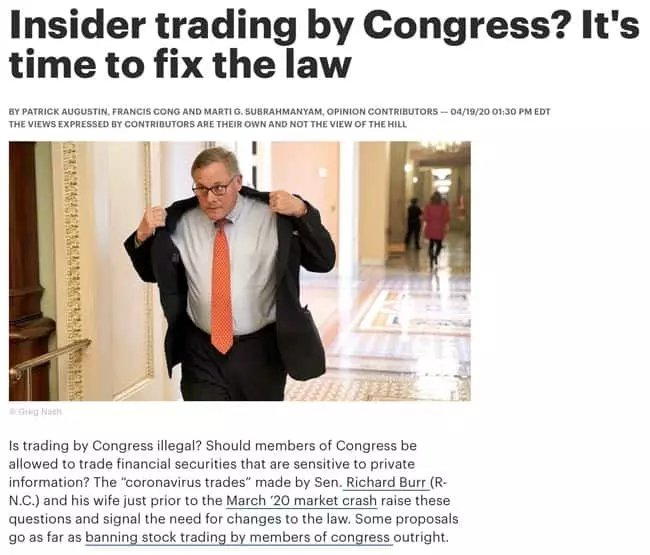 Insider trading by Congress? It's
time to fix the law
BY PATRICK AUGUSTIN, FRANCIS CONG AND MARTI G. SUBRAHMANYAM, OPINION CONTRIBUTORS — 04/19/20 01:30 PM EDT
THE VIEWS EXPRESSED BY CONTRIBUTORS ARE THEIR OWN AND NOT THE VIEW OF THE HILL
© Greg Nash
Is trading by Congress illegal? Should members of Congress be
allowed to trade financial securities that are sensitive to private
information? The "coronavirus trades" made by Sen. Richard Burr (R-
N.C.) and his wife just prior to the March '20 market crash raise these
questions and signal the need for changes to the law. Some proposals
go as far as banning stock trading by members of congress outright.